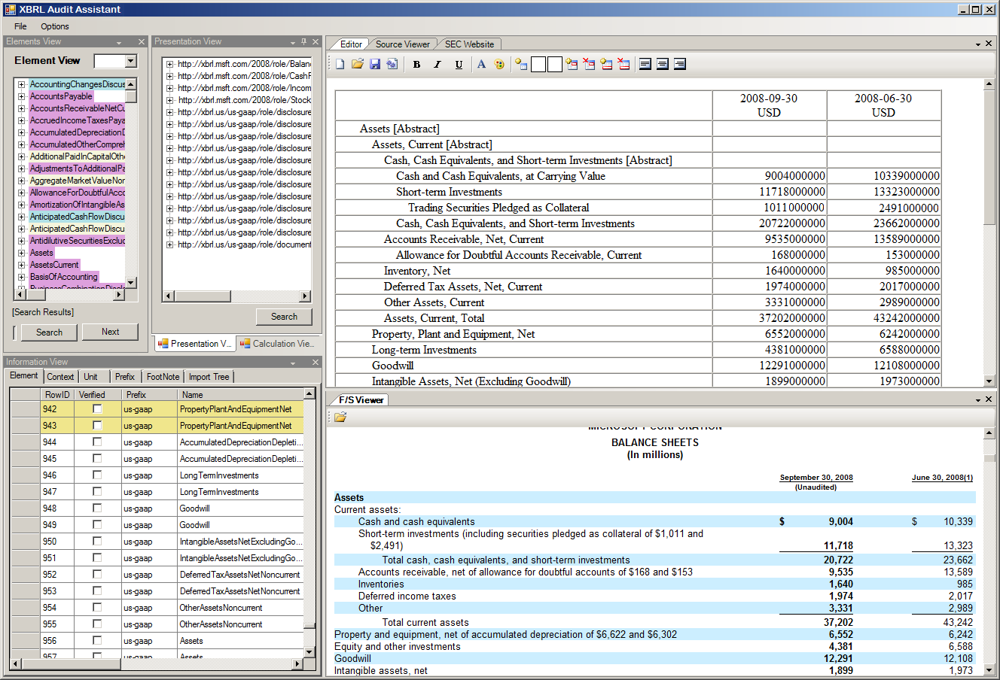 XBRL Audit Assistant
File Options
Elements View
Element View
AccountingChangesDiscus
AccountsPayable
AccountsReceivableNetCu
AccruedIncomeTaxesPaya
AccumulatedDepreciationD
AccumulatedOtherCompreh
AdditionalPaidInCapitalOthe
AdjustmentsToAdditionalPa
AggregateMarketValueNon
AllowanceForDoubtfulAcco
AmortizationOfIntangibleAs
AnticipatedCashFlowDiscu
AnticipatedCashFlowDiscu
AntidilutiveSecuritiesExclud
Assets
AssetsCurrent
BasisOfAccounting
[Search Results]
Search Next
Presentation View
http://xbrl.msft.com/2008/role/Balanc
http://xbrl.msft.com/2008/role/CashF
http://xbrl.msft.com/2008/role/Incom
http://xbrl.msft.com/2008/role/Stock
http://xbrl.us/us-gaap/role/disclosure
http://xbrl.us/us-gaap/role/disclosure
http://xbrl.us/us-gaap/role/disclosure
http://xbrl.us/us-gaap/role/disclosure
http://xbrl.us/us-gaap/role/disclosure
http://xbrl.us/us-gaap/role/disclosure
http://xbrl.us/us-gaap/role/disclosure
http://xbrl.us/us-gaap/role/disclosure
http://xbrl.us/us-gaap/role/disclosure
http://xbrl.us/us-gaap/role/disclosure
http://xbrl.us/us-gaap/role/disclosure
http://xbrl.us/us-gaap/role/document
Search
Presentation V... Calculation Vie...
Information View
Element Context Unit Prefix FootNote Import Tree
RowID Verified Prefix Name
942 us-gaap PropertyPlantAndEquipmentNet
943 us-gaap PropertyPlantAndEquipmentNet
944 us-gaap AccumulatedDepreciationDepleti...
945 us-gaap AccumulatedDepreciationDepleti...
946 us-gaap LongTermInvestments
947 us-gaap LongTermInvestments
948 us-gaap Goodwill
949 us-gaap Goodwill
950 us-gaap IntangibleAssetsNetExcludingGo...
951 us-gaap IntangibleAssetsNetExcludingGo...
952 us-gaap DeferredTaxAssetsNetNoncurrent
953 us-gaap DeferredTaxAssetsNetNoncurrent
954 us-gaap OtherAssetsNoncurrent
955 us-gaap OtherAssetsNoncurrent
956 us-gaap Assets
957 us-gaap Assets
Editor Source Viewer SEC Website
B I U A
2008-09-30 2008-06-30
USD USD
Assets [Abstract]
Assets, Current [Abstract]
Cash, Cash Equivalents, and Short-term Investments [Abstract]
Cash and Cash Equivalents, at Carrying Value 9004000000 10339000000
Short-term Investments 11718000000 13323000000
Trading Securities Pledged as Collateral 1011000000 2491000000
Cash, Cash Equivalents, and Short-term Investments 20722000000 23662000000
Accounts Receivable, Net, Current 9535000000 13589000000
Allowance for Doubtful Accounts Receivable, Current 168000000 153000000
Inventory, Net 1640000000 985000000
Deferred Tax Assets, Net, Current 1974000000 2017000000
Other Assets, Current 3331000000 2989000000
Assets, Current, Total 37202000000 43242000000
Property, Plant and Equipment, Net 6552000000 6242000000
Long-term Investments 4381000000 6588000000
Goodwill 12291000000 12108000000
Intangible Assets, Net (Excluding Goodwill) 1899000000 1973000000
F/S Viewer
MICROSOFT CORPORATION
BALANCE SHEETS
(In millions)
September 30, 2008 June 30, 2008(1)
(Unaudited)
Assets
Current assets:
Cash and cash equivalents $ 9,004 $ 10,339
Short-term investments (including securities pledged as collateral of $1,011 and
$2,491) 11,718 13,323
Total cash, cash equivalents, and short-term investments 20,722 23,662
Accounts receivable, net of allowance for doubtful accounts of $168 and $153 9,535 13,589
Inventories 1,640 985
Deferred income taxes 1,974 2,017
Other 3,331 2,989
Total current assets 37,202 43,242
Property and equipment, net of accumulated depreciation of $6,622 and $6,302 6,552 6,242
Equity and other investments 4,381 6,588
Goodwill 12,291 12,108
Intangible assets, net 1,899 1,973